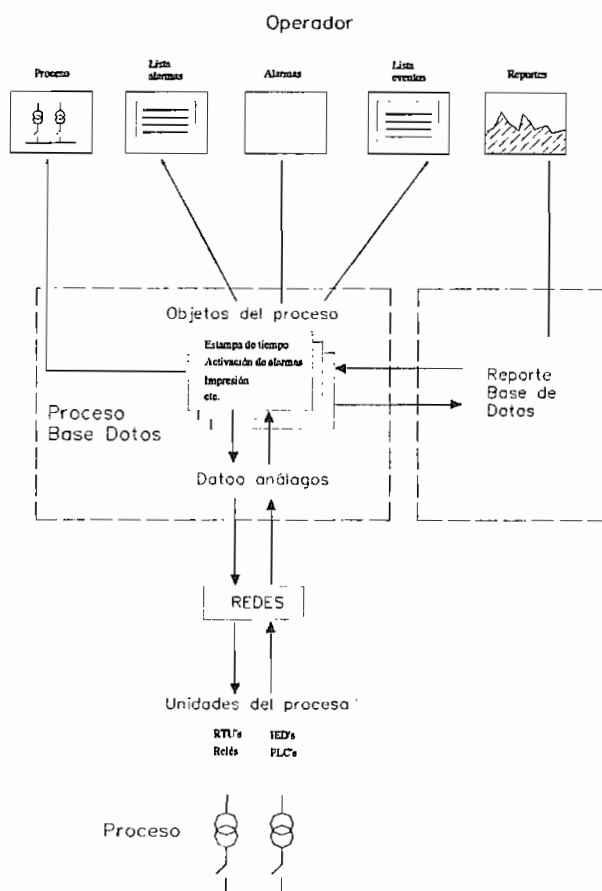 Operador
Proceso
Lista
alarmas
Alarmas
Lista
eventos
Reportes
Objetos del proceso
Estampa de tiempo
Activación de alarmas
Impresión
etc.
Proceso
Base Dotos
Reporte
Base de
Datos
Datoo análagos
REDES
Unidades del procesa
RTU's
IED's
Relés
PLC's
Proceso